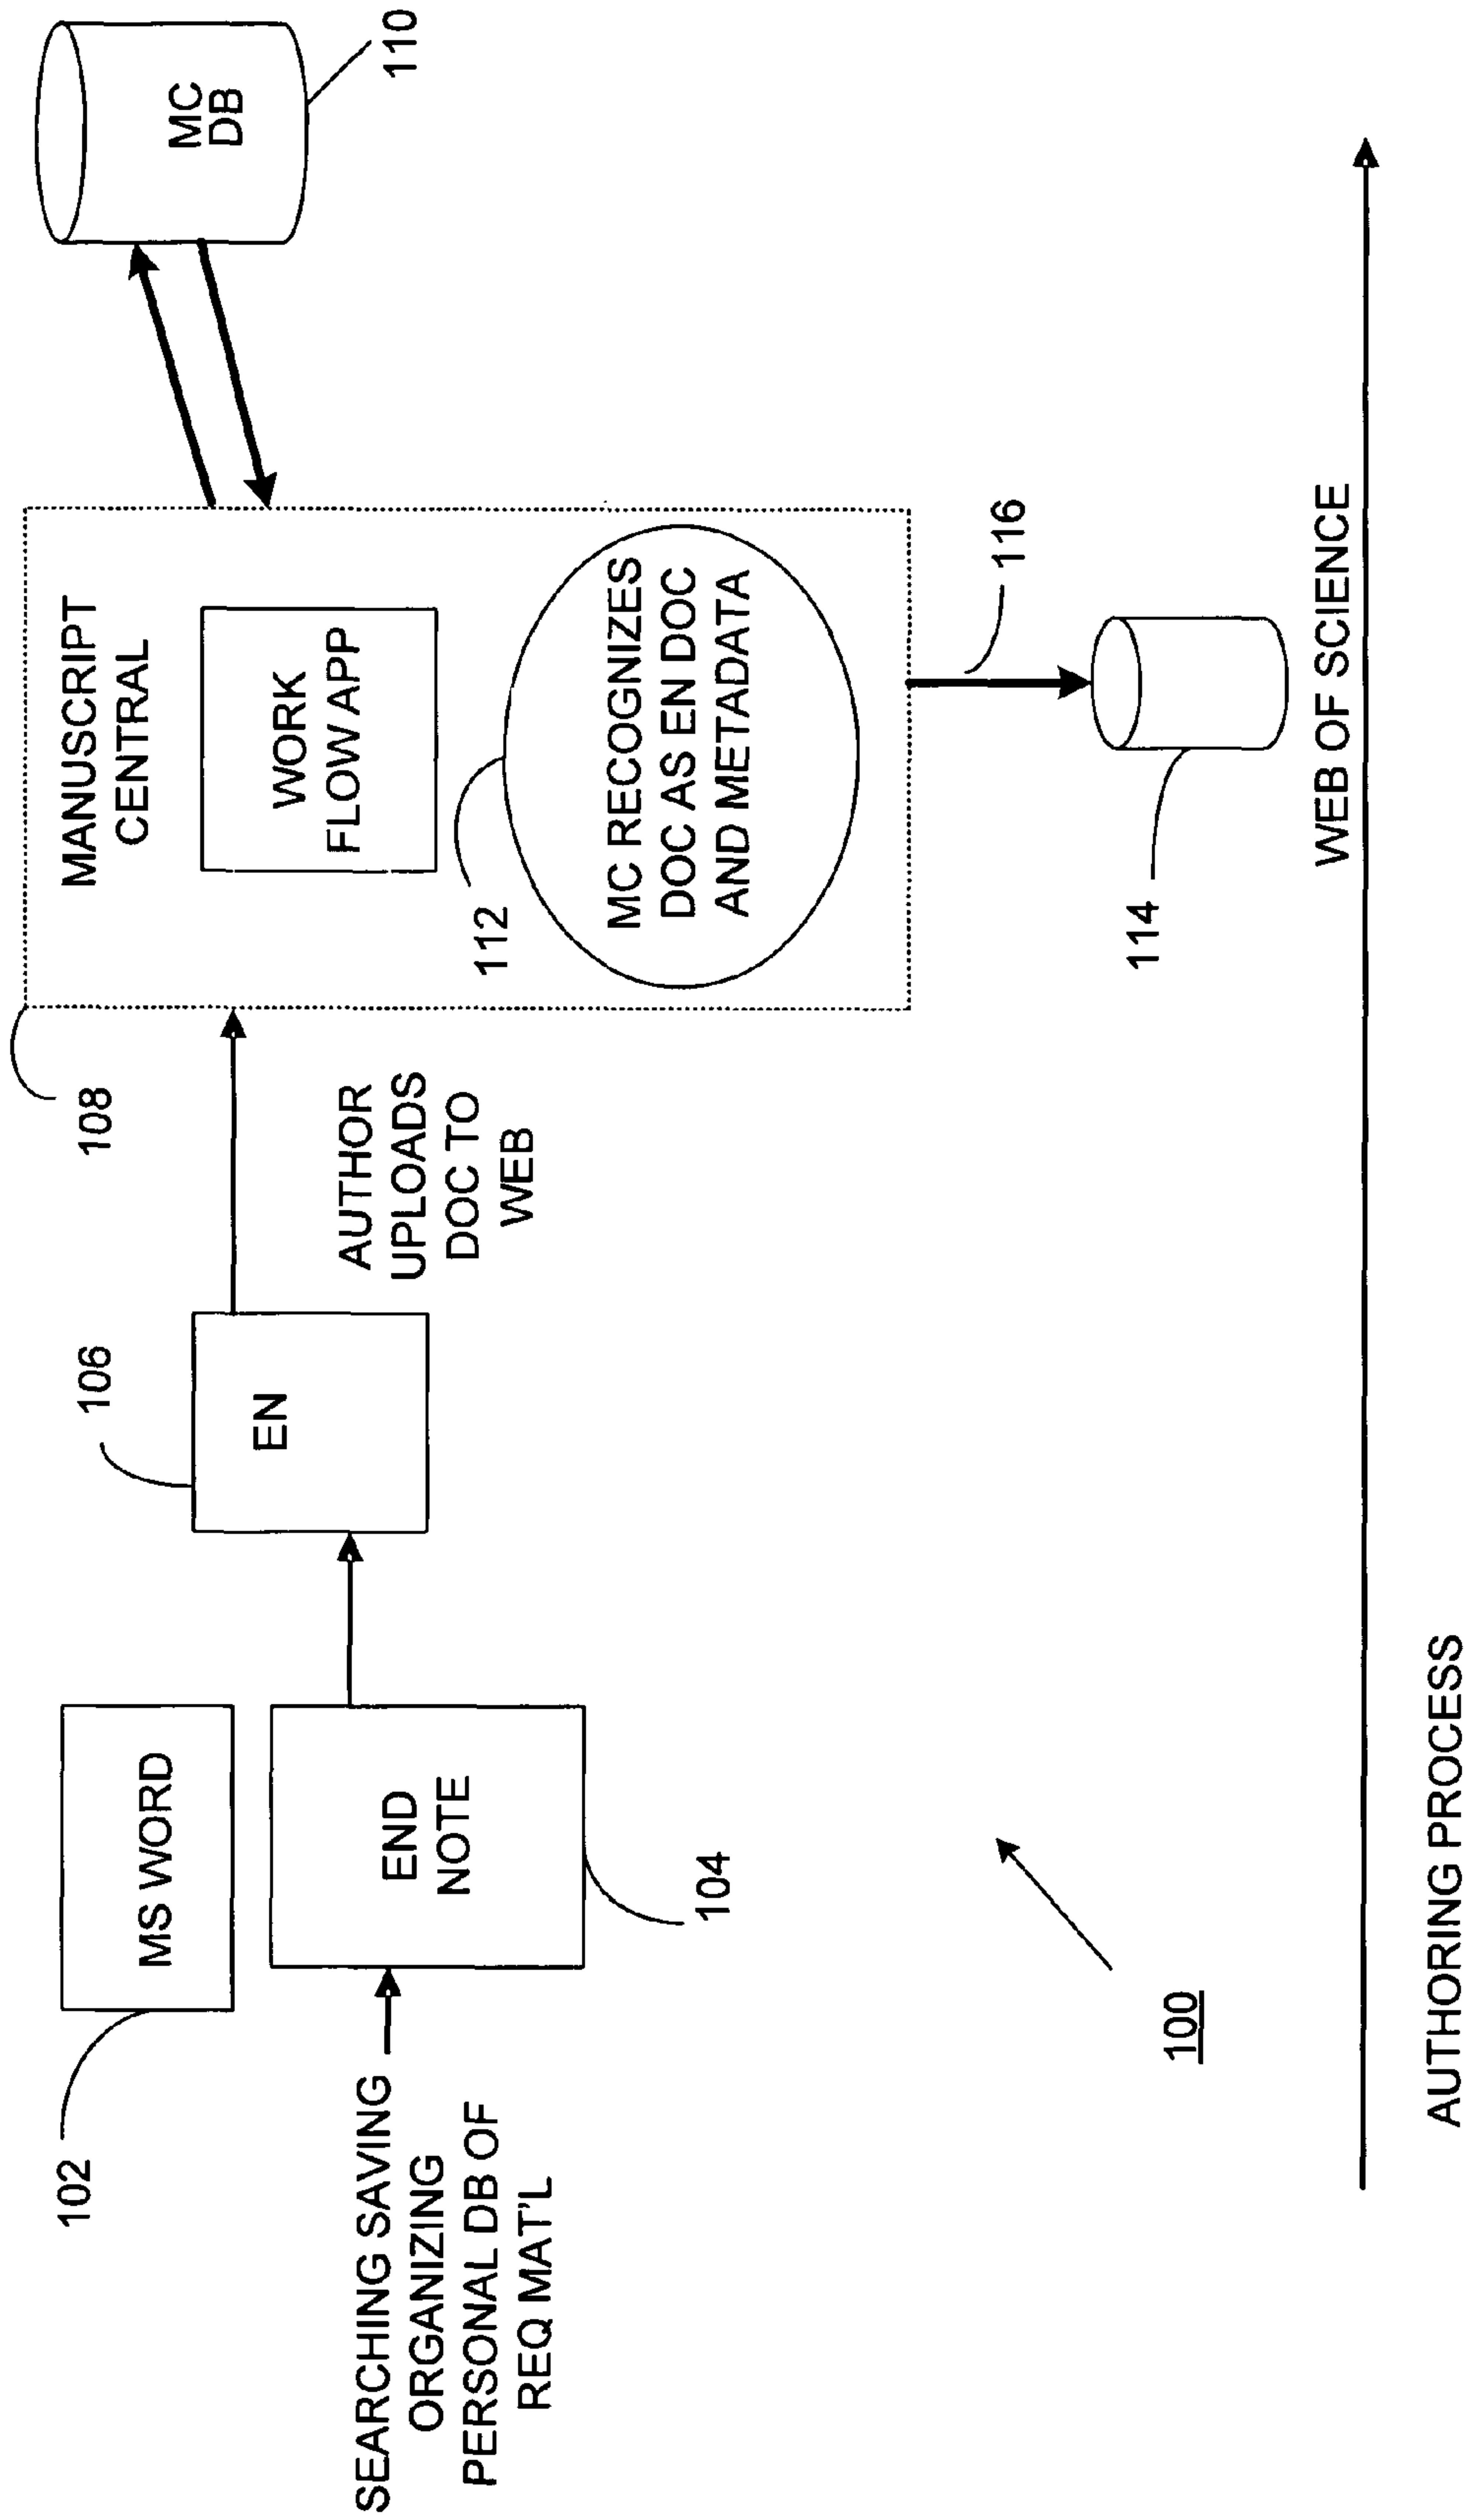 102
MS WORD
SEARCHING SAVING
ORGANIZING
PERSONAL DB OF
REQ MAT'L
END
NOTE
104
106
EN
AUTHOR
UPLOADS
DOC TO
WEB
108
MANUSCRIPT
CENTRAL
WORK
FLOW APP
112
MC RECOGNIZES
DOC AS EN DOC
AND METADATA
MC
DB
110
116
114
WEB OF SCIENCE
100
AUTHORING PROCESS